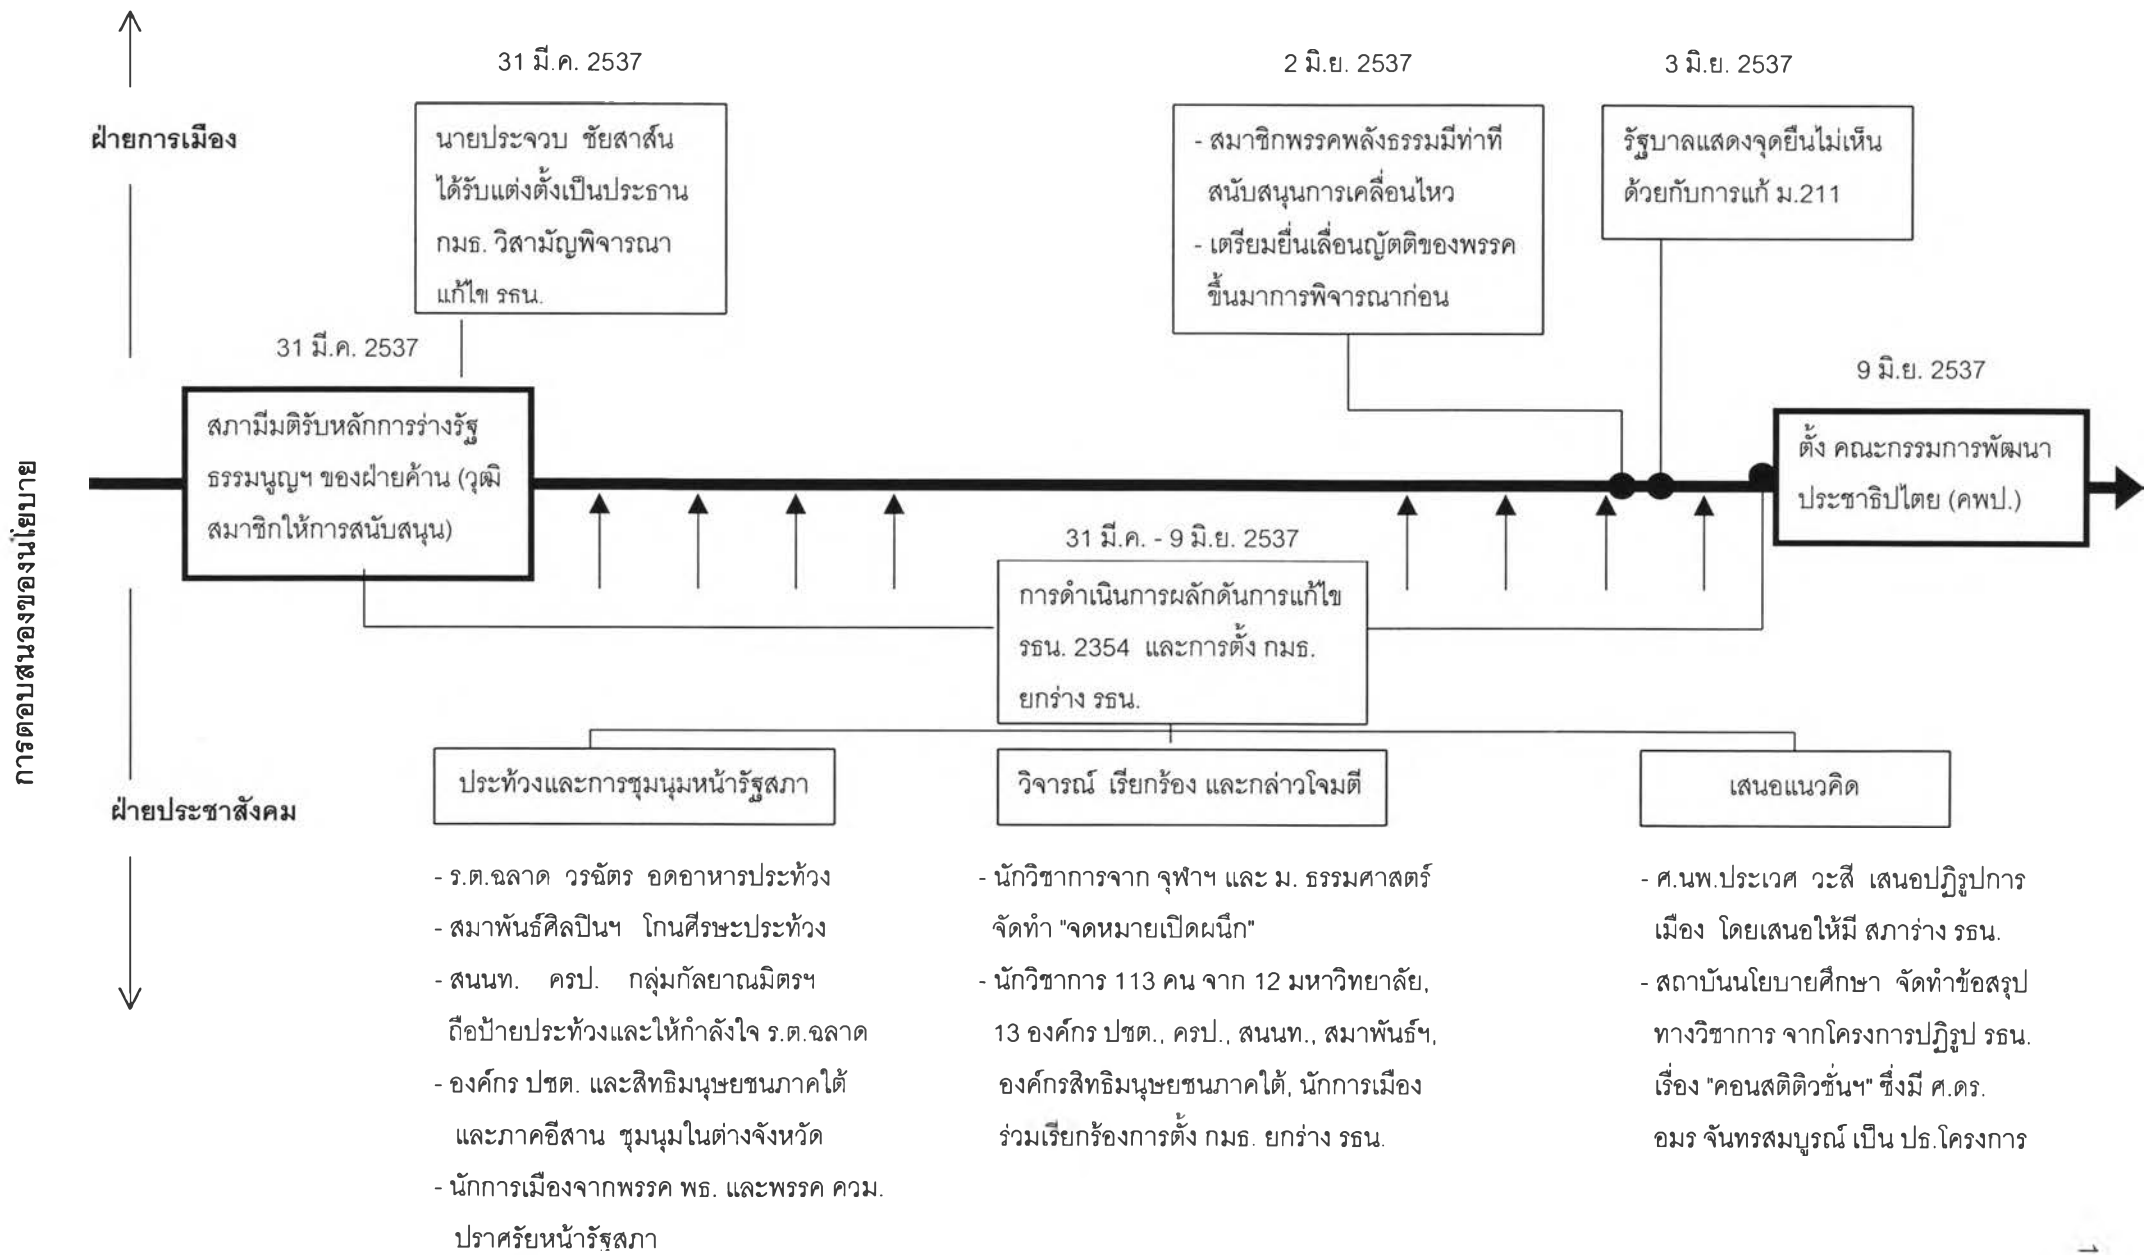 31 มี.ค. 2537
2 มิ.ย. 2537
3 มิ.ย. 2537
ฝ่ายการเมือง
นายประจวบ ชัยสาส์น
ได้รับแต่งตั้งเป็นประธาน
กมธ. วิสามัญพิจารณา
แก้ไข รธน.
- สมาชิกพรรคพลังธรรมมีท่าที
สนับสนุนการเคลื่อนไหว
- เตรียมยื่นเลื่อนญัตติของพรรค
ขึ้นมาการพิจารณาก่อน
รัฐบาลแสดงจุดยืนไม่เห็น
ด้วยกับการแก้ ม.211
31 มี.ค. 2537
9 มิ.ย. 2537
สภามีมติรับหลักการร่างรัฐ
ธรรมนูญฯ ของฝ่ายค้าน (วุฒิ
สมาชิกให้การสนับสนุน)
ตั้ง คณะกรรมการพัฒนา
ประชาธิปไตย (คพป.)
การตอบสนองของนโยบาย
31 มี.ค. - 9 มิ.ย. 2537
การดำเนินการผลักดันการแก้ไข
รธน. 2354 และการตั้ง กมธ.
ยกร่าง รธน.
ฝ่ายประชาสังคม
ประท้วงและการชุมนุมหน้ารัฐสภา
วิจารณ์ เรียกร้อง และกล่าวโจมตี
เสนอแนวคิด
- ร.ต.ฉลาด วรฉัตร อดอาหารประท้วง
- สมาพันธ์ศิลปินฯ โกนศีรษะประท้วง
- สนนท. ครป. กลุ่มกัลยาณมิตรฯ
ถือป้ายประท้วงและให้กำลังใจ ร.ต.ฉลาด
- องค์กร ปชต. และสิทธิมนุษยชนภาคใต้
และภาคอีสาน ชุมนุมในต่างจังหวัด
- นักการเมืองจากพรรค พธ. และพรรค ควม.
ปราศรัยหน้ารัฐสภา
- นักวิชาการจาก จุฬาฯ และ ม. ธรรมศาสตร์
จัดทำ "จดหมายเปิดผนึก"
- นักวิชาการ 113 คน จาก 12 มหาวิทยาลัย,
13 องค์กร ปชต., ครป., สนนท., สมาพันธ์ฯ,
องค์กรสิทธิมนุษยชนภาคใต้, นักการเมือง
ร่วมเรียกร้องการตั้ง กมธ. ยกร่าง รธน.
- ศ.นพ.ประเวศ วะสี เสนอปฏิรูปการ
เมือง โดยเสนอให้มี สภาร่าง รธน.
- สถาบันนโยบายศึกษา จัดทำข้อสรุป
ทางวิชาการ จากโครงการปฏิรูป รธน.
เรื่อง "คอนสติติวชั่นฯ" ซึ่งมี ศ.ดร.
อมร จันทรสมบูรณ์ เป็น ปธ.โครงการ